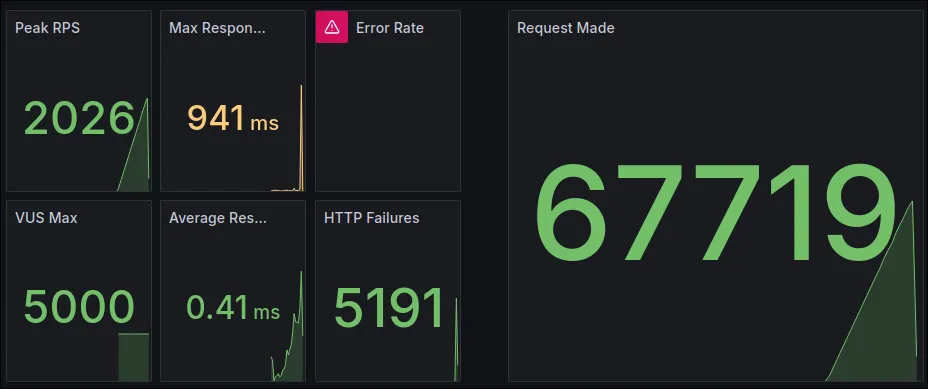 Peak RPS
2026
Max Respon...
941 ms
Error Rate
Request Made
67719
VUS Max
5000
Average Res...
0.41 ms
HTTP Failures
5191